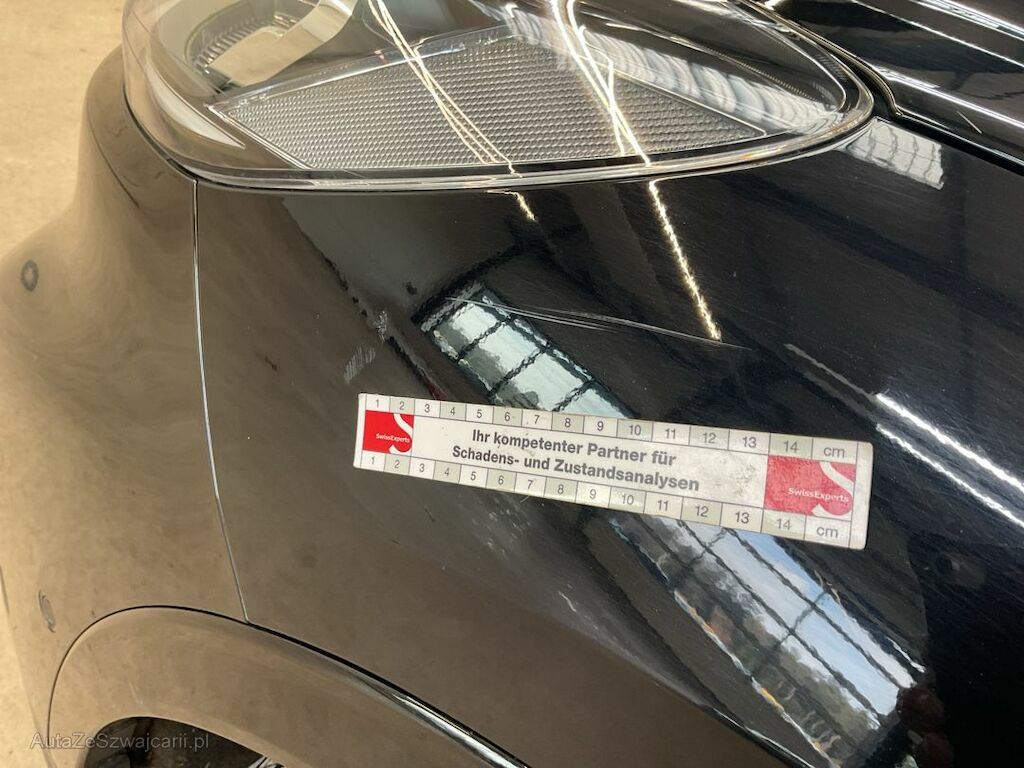 1 2 3 4 5 6 7 8 9 10 11 12 13 14 cm
SwissExperts
Ihr kompetenter Partner für
Schadens- und Zustandsanalysen
SwissExperts
1 2 3 4 5 6 7 8 9 10 11 12 13 14 cm
AutaZeSzwajcarii.pl